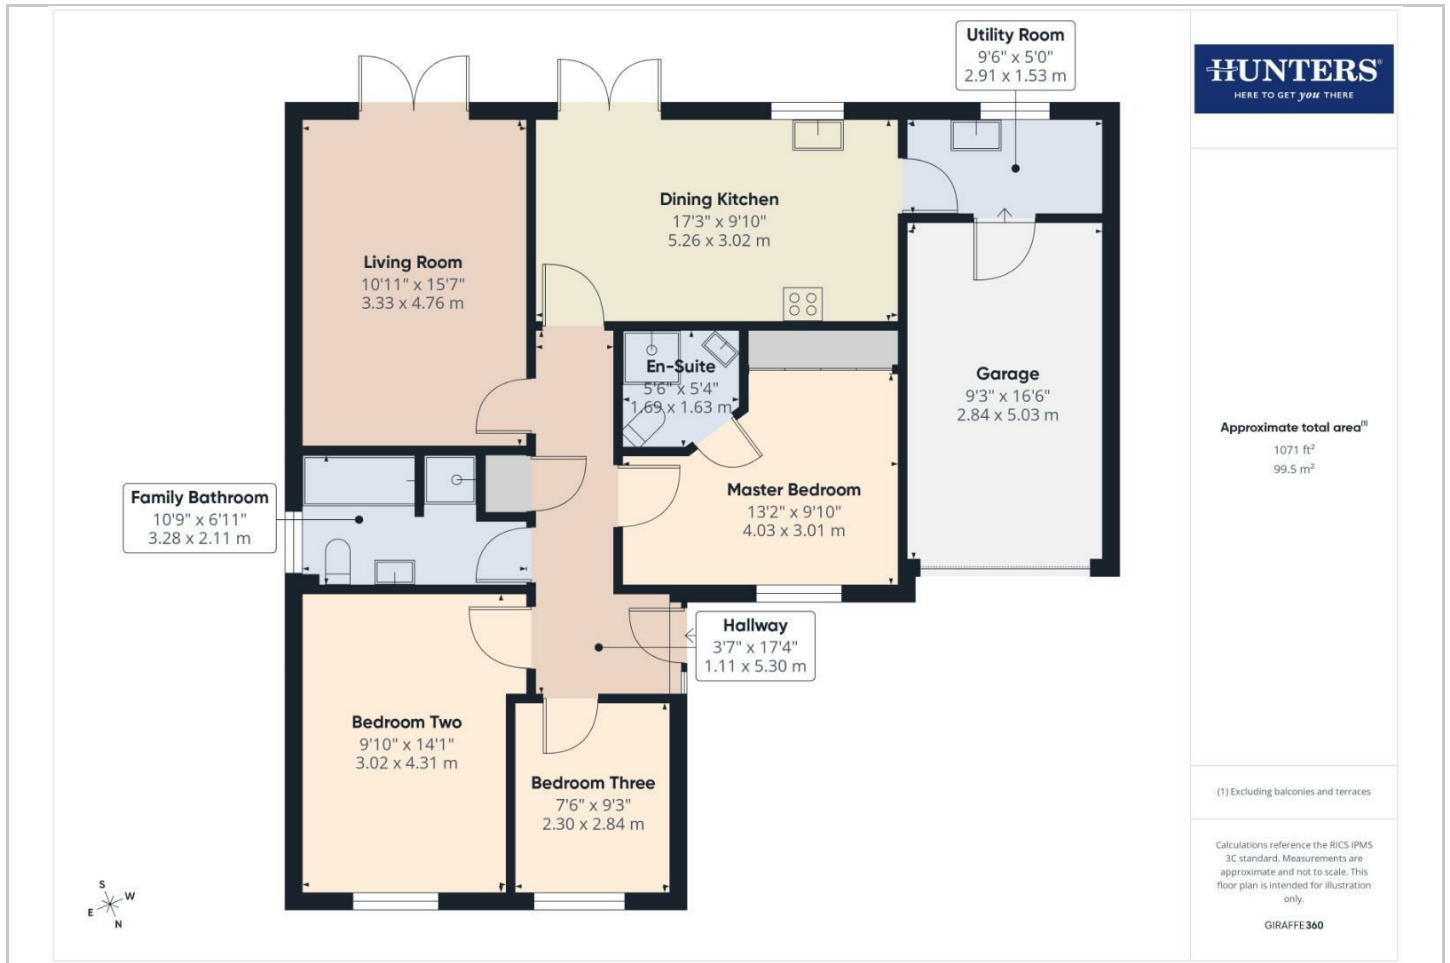 Utility Room
9'6" x 5'0"
2.91 x 1.53 m
Dining Kitchen
17'3" x 9'10"
5.26 x 3.02 m
Living Room
10'11" x 15'7"
3.33 x 4.76 m
En-Suite
5'6" x 5'4"
1.69 x 1.63 m
Garage
9'3" x 16'6"
2.84 x 5.03 m
Family Bathroom
10'9" x 6'11"
3.28 x 2.11 m
Master Bedroom
13'2" x 9'10"
4.03 x 3.01 m
Hallway
3'7" x 17'4"
1.11 x 5.30 m
Bedroom Two
9'10" x 14'1"
3.02 x 4.31 m
Bedroom Three
7'6" x 9'3"
2.30 x 2.84 m
S
W
E
N
HUNTERS®
HERE TO GET you THERE
Approximate total area(1)
1071 ft²
99.5 m²
(1) Excluding balconies and terraces
Calculations reference the RICS IPMS
3C standard. Measurements are
approximate and not to scale. This
floor plan is intended for illustration
only.
GIRAFFE360